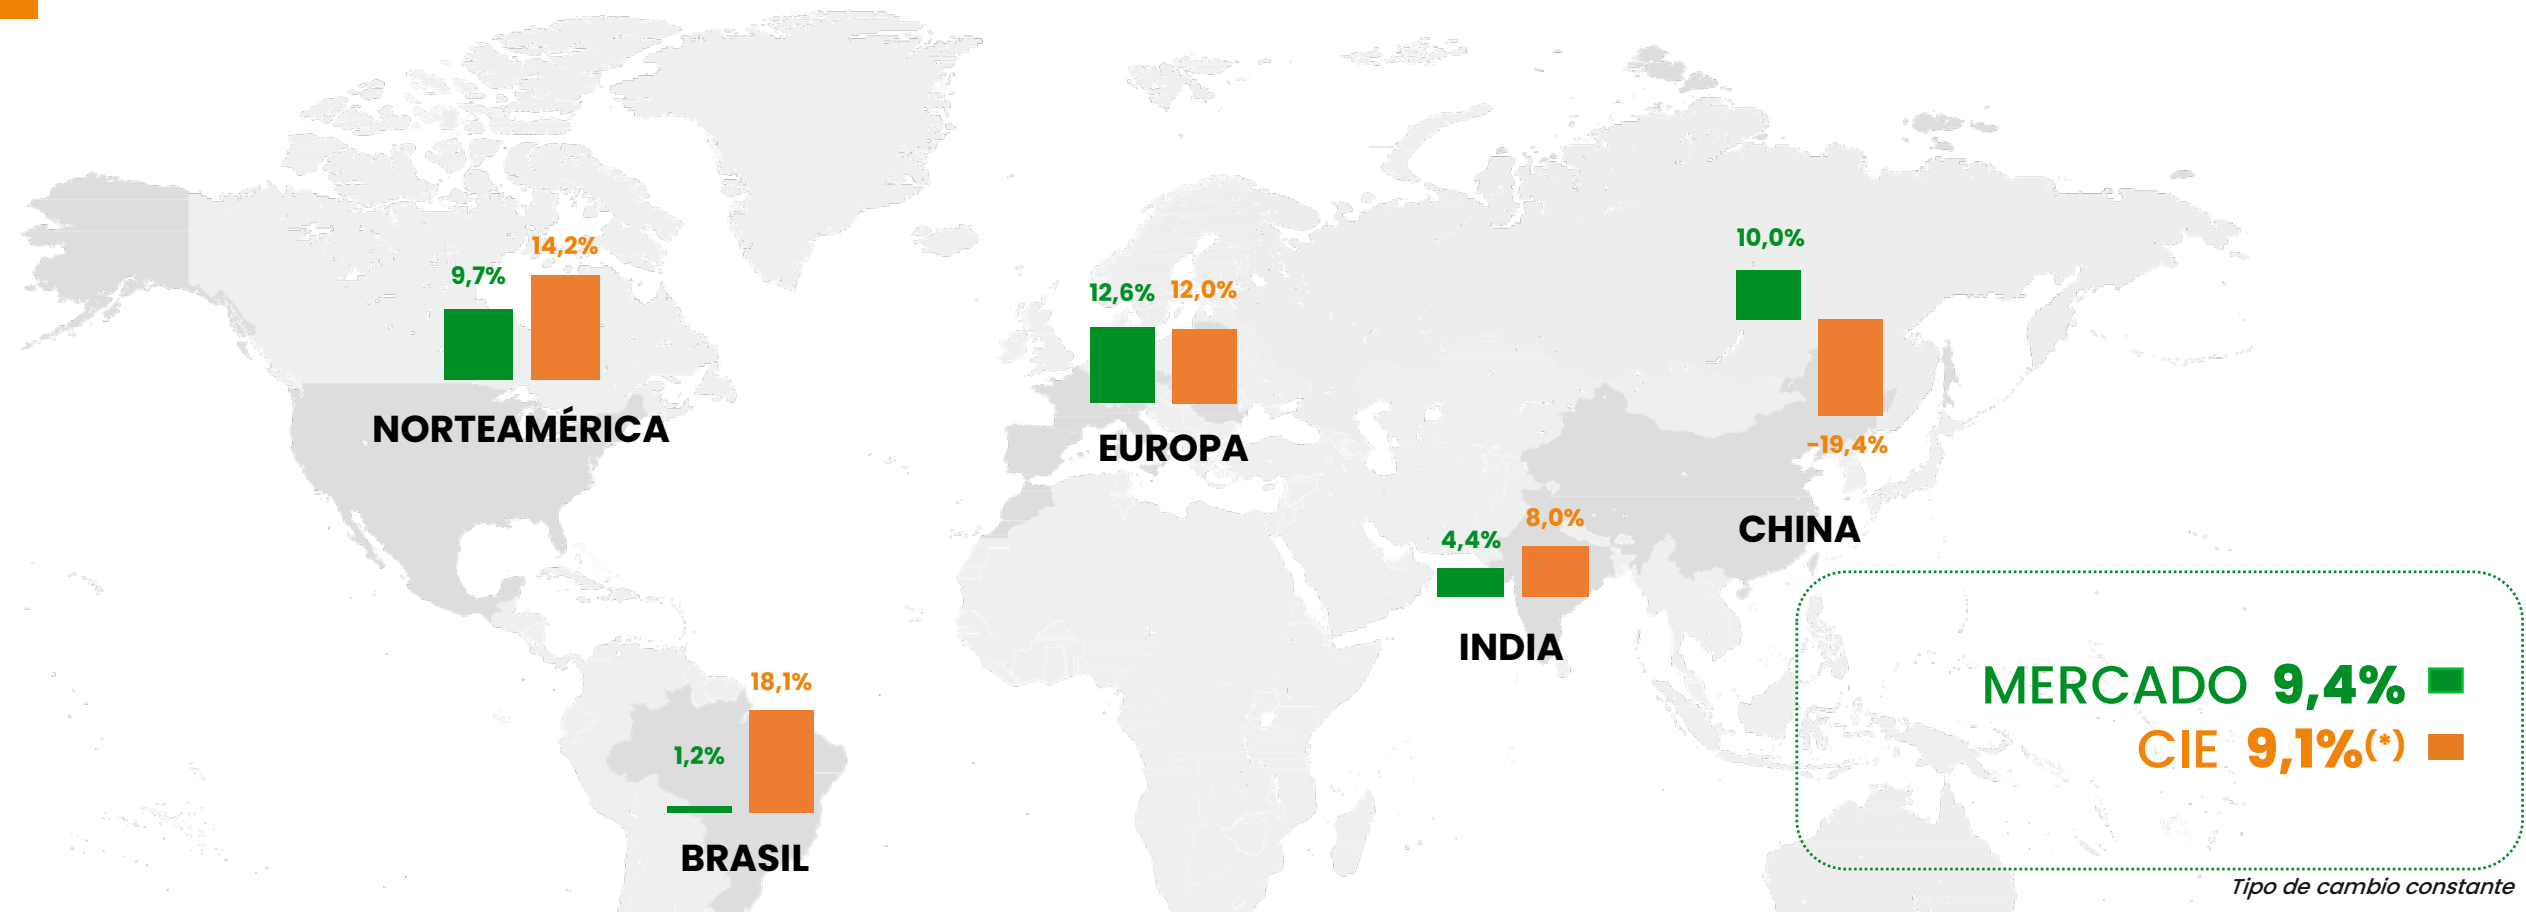 14,2%
9,7%
NORTEAMÉRICA
12,6% 12,0%
EUROPA
10,0%
-19,4%
CHINA
8,0%
4,4%
INDIA
18,1%
1,2%
BRASIL
MERCADO 9,4%
CIE 9,1%(*)
Tipo de cambio constante